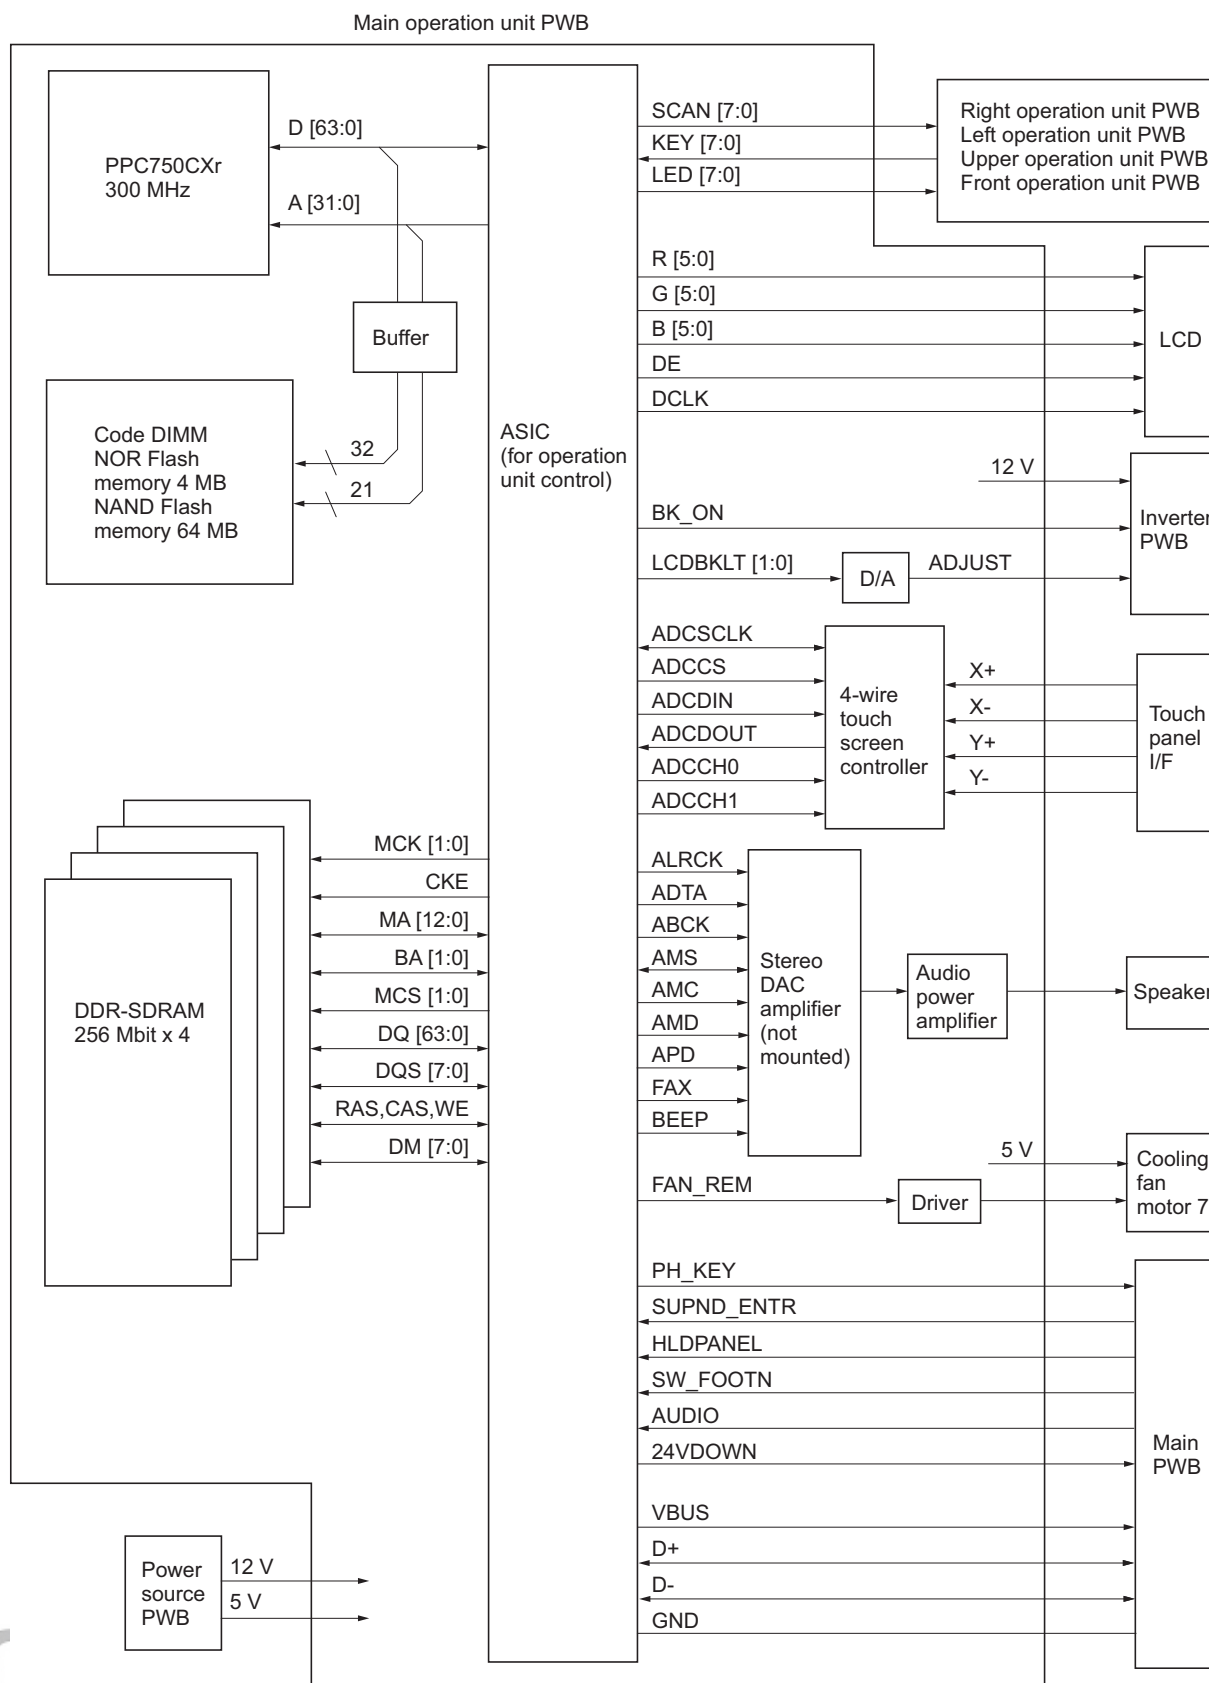 Main operation unit PWB
PPC750CXr
300 MHz
D [63:0]
A [31:0]
Buffer
Code DIMM
NOR Flash
memory 4 MB
NAND Flash
memory 64 MB
32
21
DDR-SDRAM
256 Mbit x 4
MCK [1:0]
CKE
MA [12:0]
BA [1:0]
MCS [1:0]
DQ [63:0]
DQS [7:0]
RAS,CAS,WE
DM [7:0]
Power
source
PWB
12 V
5 V
ASIC
(for operation
unit control)
SCAN [7:0]
KEY [7:0]
LED [7:0]
Right operation unit PWB
Left operation unit PWB
Upper operation unit PWB
Front operation unit PWB
R [5:0]
G [5:0]
B [5:0]
DE
DCLK
LCD
12 V
BK_ON
LCDBKLT [1:0]
D/A
ADJUST
Inverter
PWB
ADCSCLK
ADCCS
ADCDIN
ADCDOUT
ADCCH0
ADCCH1
4-wire
touch
screen
controller
X+
X-
Y+
Y-
Touch
panel
I/F
ALRCK
ADTA
ABCK
AMS
AMC
AMD
APD
FAX
BEEP
Stereo
DAC
amplifier
(not
mounted)
Audio
power
amplifier
Speaker
FAN_REM
Driver
5 V
Cooling
fan
motor 7
PH_KEY
SUPND_ENTR
HLDPANEL
SW_FOOTN
AUDIO
24VDOWN
VBUS
D+
D-
GND
Main
PWB